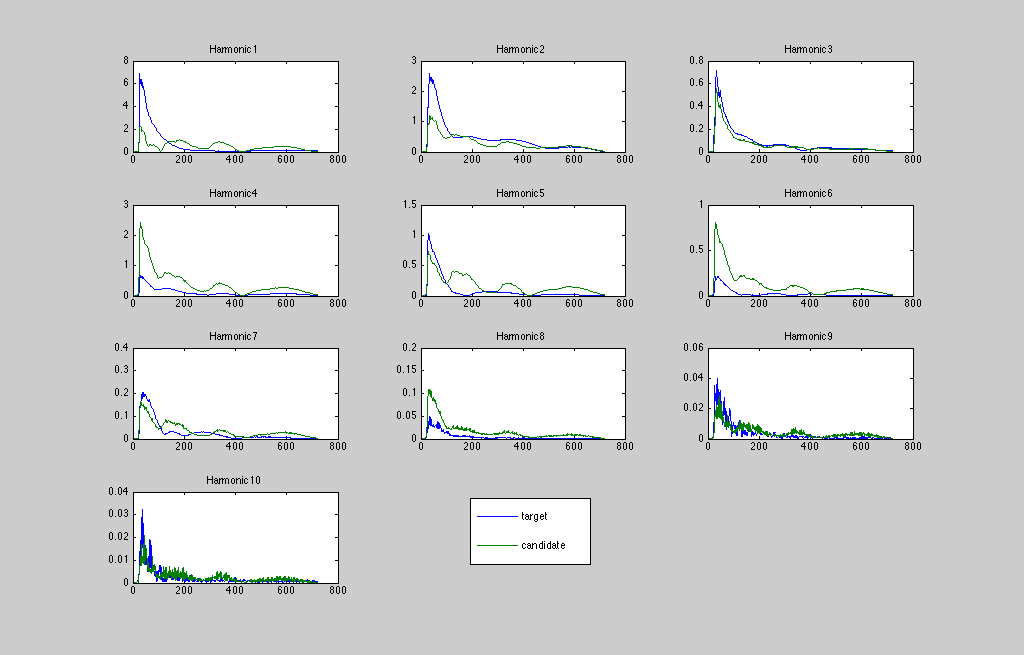 Harmonic1 Harmonic2 Harmonic3
8 3 0.8
6 0.6
2
4 0.4
1
2 0.2
0 0 0
0 200 400 600 800 0 200 400 600 800 0 200 400 600 800
Harmonic4 Harmonic5 Harmonic6
3 1.5 1
2 1
0.5
1 0.5
0 0 0
0 200 400 600 800 0 200 400 600 800 0 200 400 600 800
Harmonic7 Harmonic8 Harmonic9
0.4 0.2 0.06
0.3 0.15
0.04
0.2 0.1
0.02
0.1 0.05
0 0 0
0 200 400 600 800 0 200 400 600 800 0 200 400 600 800
Harmonic10
0.04
0.03
target
0.02
candidate
0.01
0
0 200 400 600 800